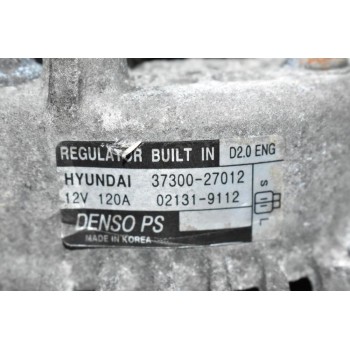 REGULATOR BUILT IN D2.0 ENG
HYUNDAI 37300-27012
12V 120A 02131-9112
S
L
DENSO PS
MADE IN KOREA